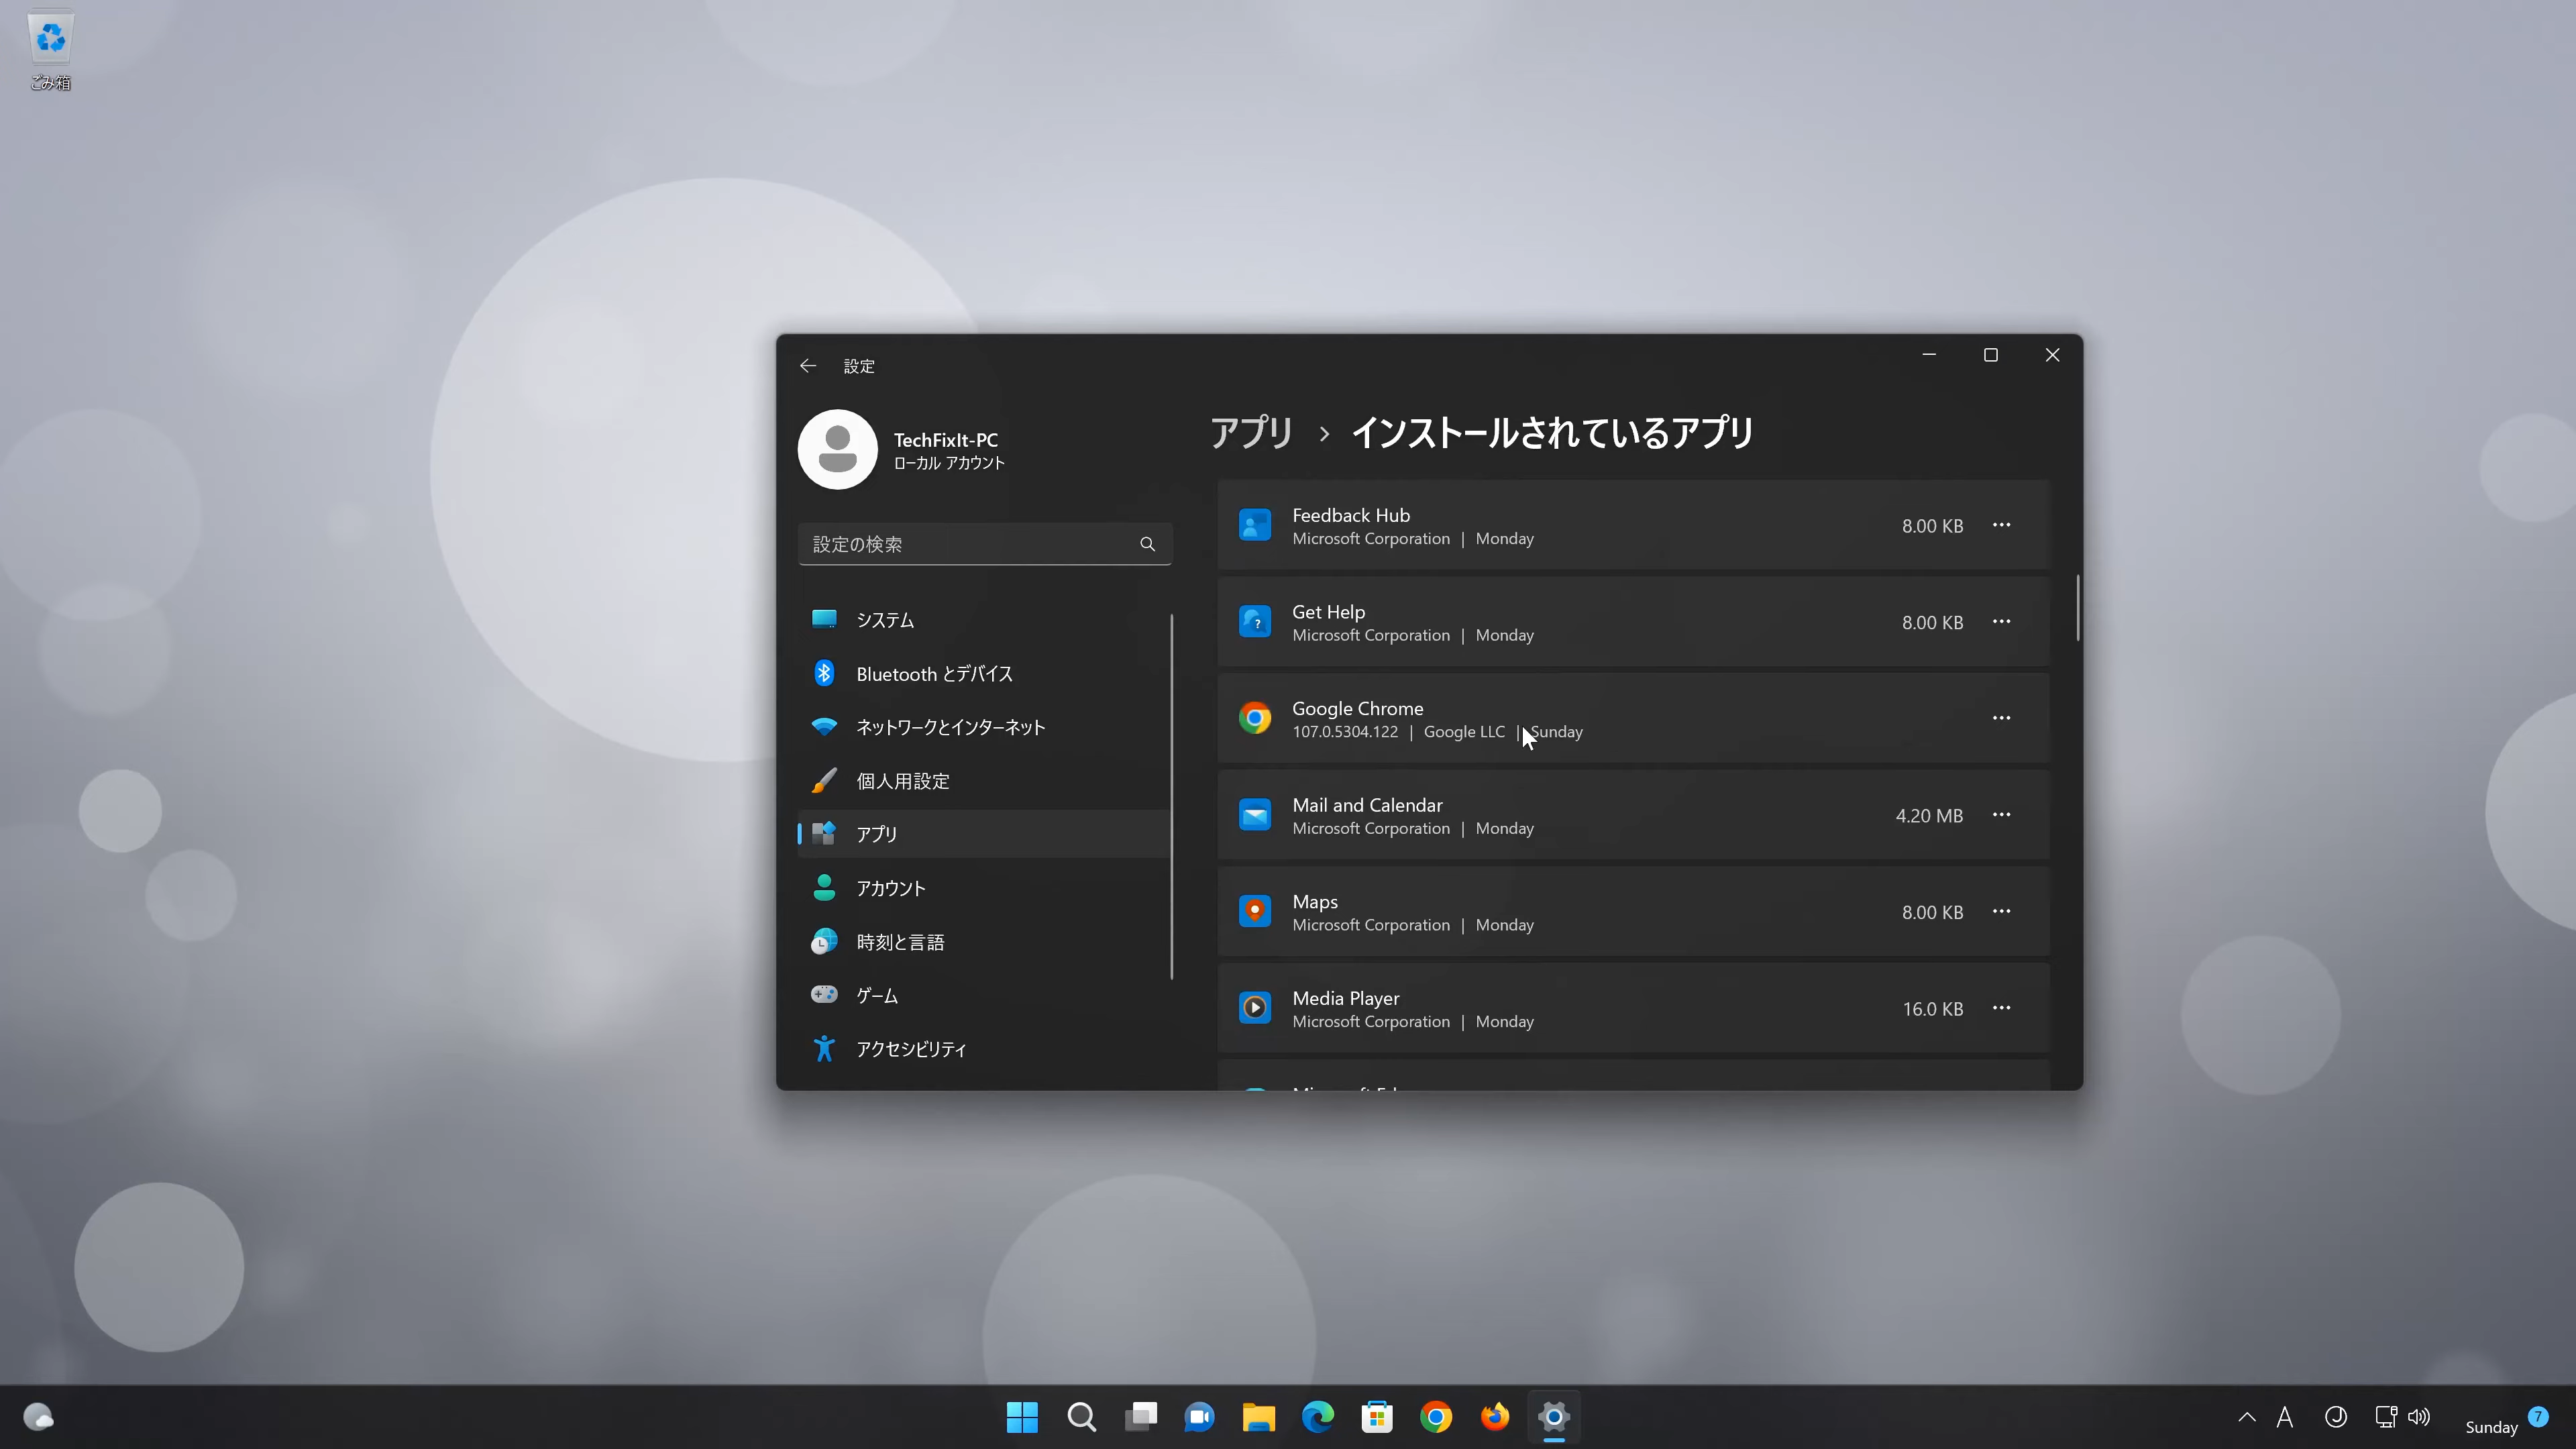 ごみ箱
設定
TechFixIt-PC
ローカル アカウント
設定の検索
システム
Bluetooth とデバイス
ネットワークとインターネット
個人用設定
アプリ
アカウント
時刻と言語
ゲーム
アクセシビリティ
アプリ › インストールされているアプリ
Feedback Hub
Microsoft Corporation | Monday
8.00 KB
Get Help
Microsoft Corporation | Monday
8.00 KB
Google Chrome
107.0.5304.122 | Google LLC | Sunday
Mail and Calendar
Microsoft Corporation | Monday
4.20 MB
Maps
Microsoft Corporation | Monday
8.00 KB
Media Player
Microsoft Corporation | Monday
16.0 KB
A
Sunday
7